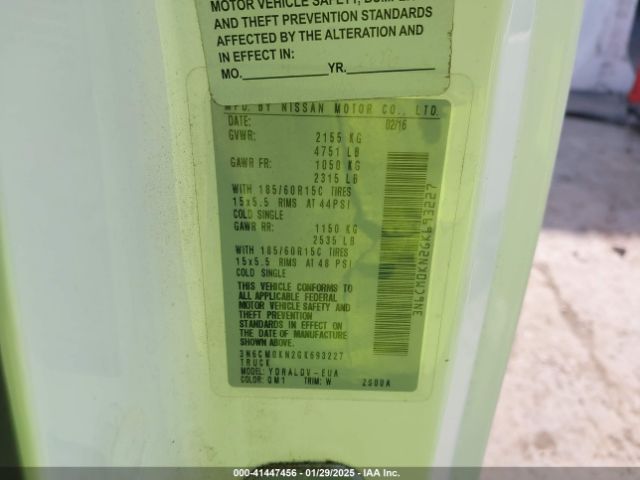 MOTOR VEHICLE SAFETY, BUMPER
AND THEFT PREVENTION STANDARDS
AFFECTED BY THE ALTERATION AND
IN EFFECT IN:
MO. YR.
MFD. BY NISSAN MOTOR CO., LTD.
DATE: 02/16
GVWR: 2155 KG
4751 LB
GAWR FR: 1050 KG
2315 LB
WITH 185/60R15C TIRES
15x5.5 RIMS AT 44PSI
COLD SINGLE
GAWR RR: 1150 KG
2535 LB
WITH 185/60R15C TIRES
15x5.5 RIMS AT 48 PSI
COLD SINGLE
THIS VEHICLE CONFORMS TO
ALL APPLICABLE FEDERAL
MOTOR VEHICLE SAFETY AND
THEFT PREVENTION
STANDARDS IN EFFECT ON
THE DATE OF MANUFACTURE
SHOWN ABOVE.
3N6CM0KN2GK693227
TRUCK
MODEL: YDRALQV-EUA
COLOR: QM1 TRIM: W
3N6CM0KN2GK693227
000-41447456 - 01/29/2025 - IAA Inc.